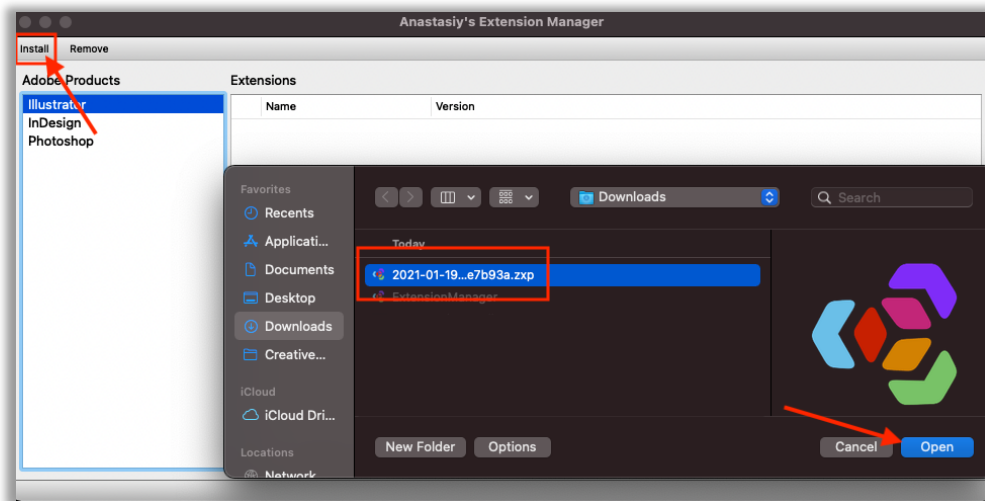 Anastasiy's Extension Manager
Install Remove
Adobe Products
Illustrator
InDesign
Photoshop
Extensions
Name Version
Favorites
Recents
Applicati...
Documents
Desktop
Downloads
Creative...
iCloud
iCloud Dri...
Locations
Network
Downloads
Search
Today
2021-01-19...e7b93a.zxp
ExtensionManager
New Folder Options Cancel Open